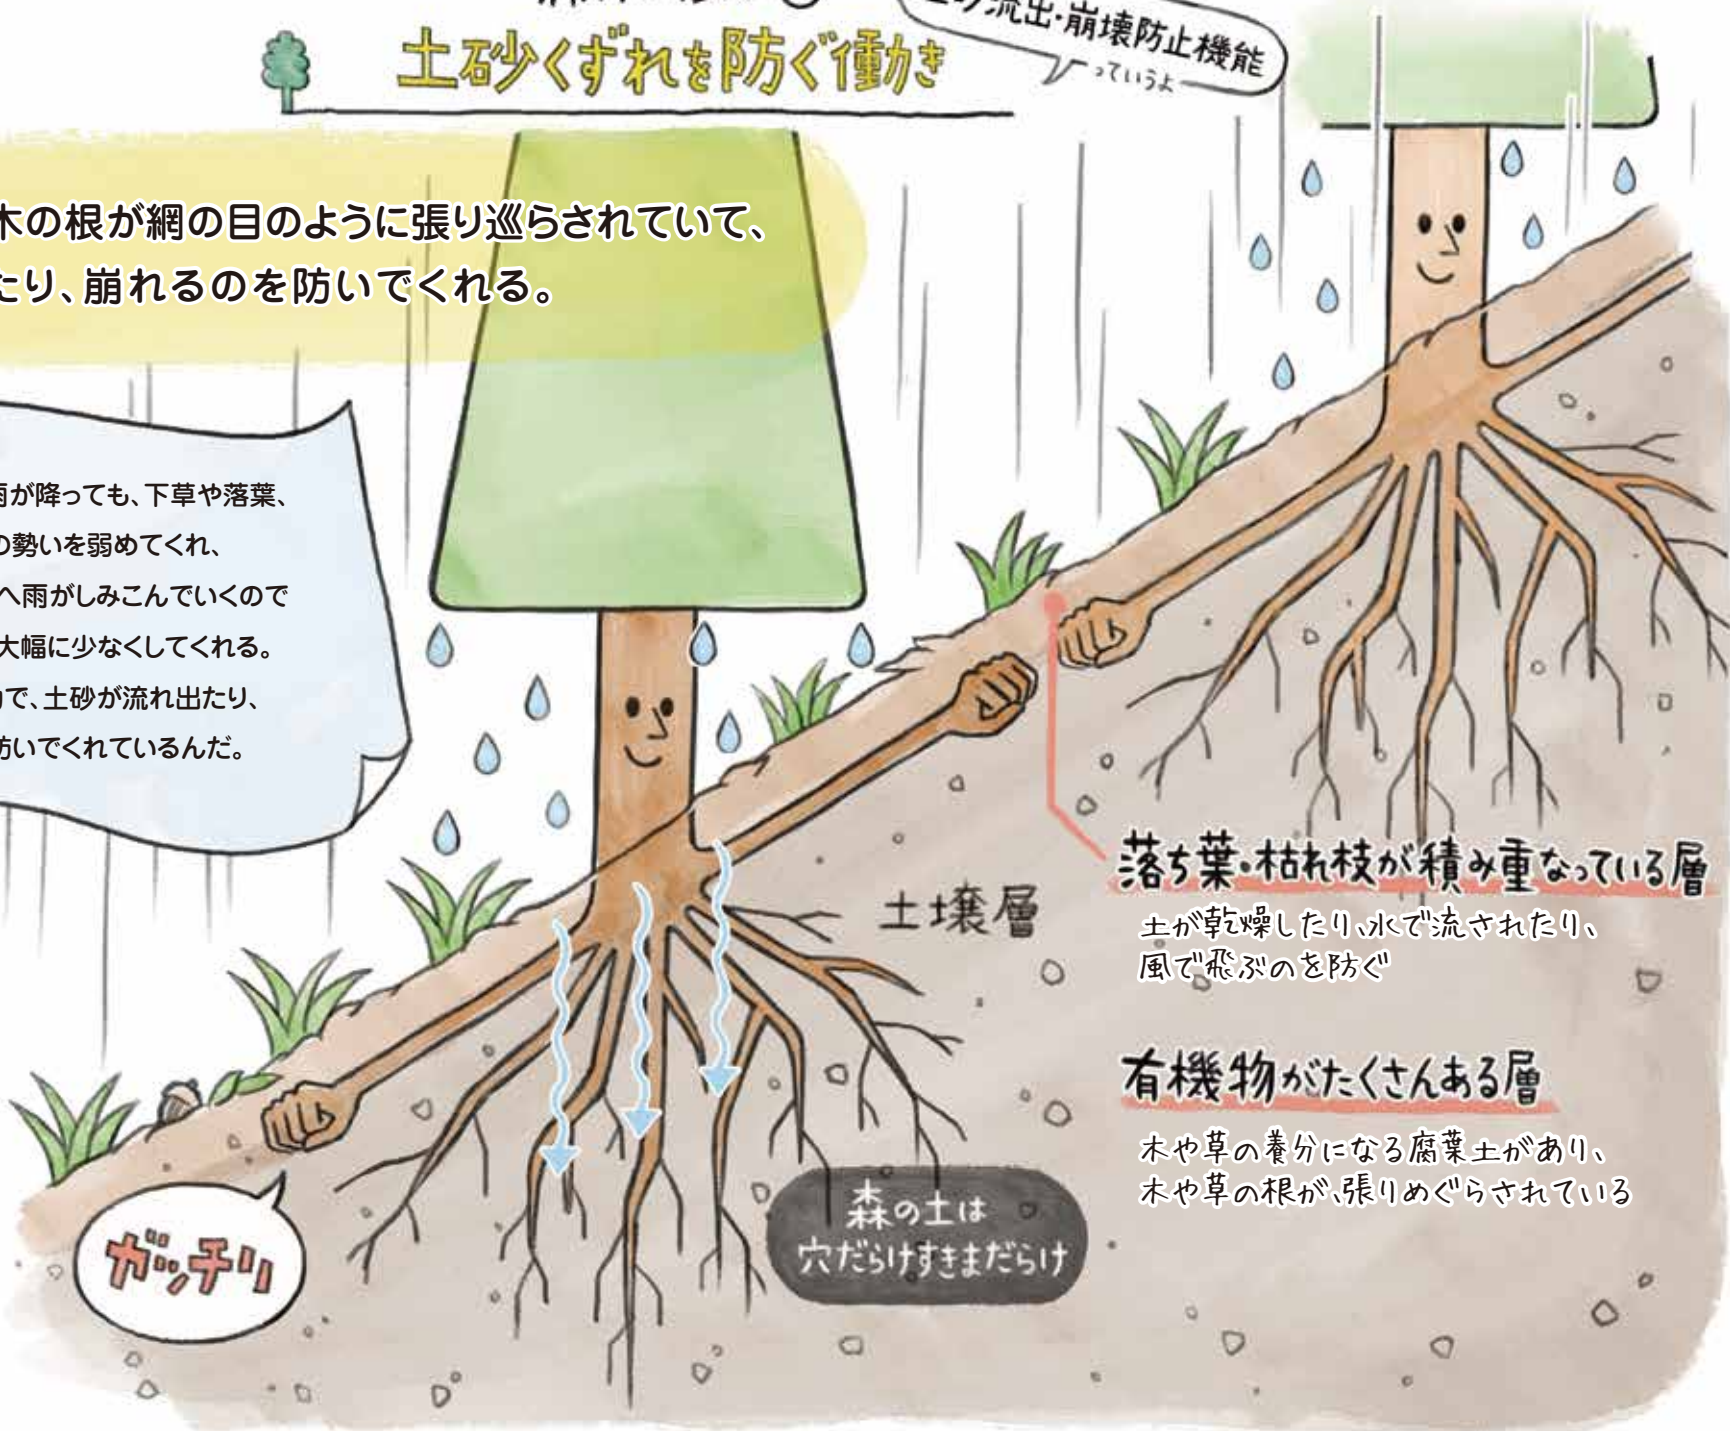 土砂くずれを防ぐ働き
流出・崩壊防止機能
っていうよ
木の根が網の目のように張り巡らされていて、
たり、崩れるのを防いでくれる。
雨が降っても、下草や落葉、
の勢いを弱めてくれ、
へ雨がしみこんでいくので
大幅に少なくしてくれる。
で、土砂が流れ出たり、
防いでくれているんだ。
土壌層
落ち葉・枯れ枝が積み重なっている層
土が乾燥したり、水で流されたり、
風で飛ぶのを防ぐ
有機物がたくさんある層
木や草の養分になる腐葉土があり、
木や草の根が、張りめぐらされている
森の土は
穴だらけすきまだらけ
ガッチリ